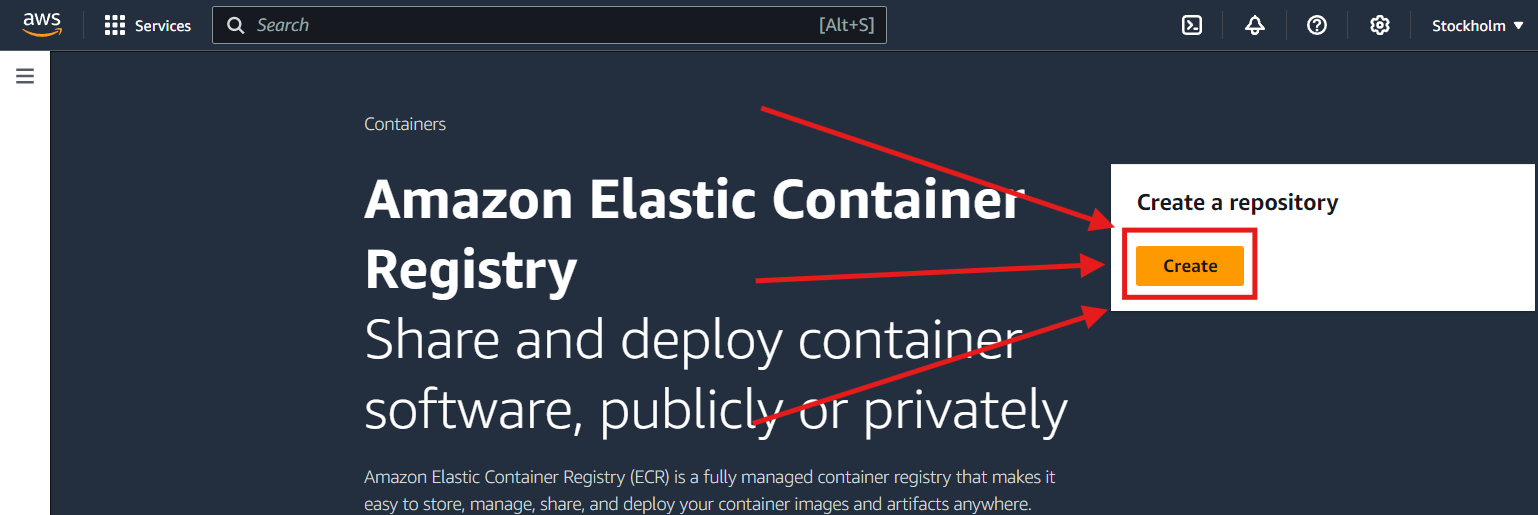 aws
Services
Search
[Alt+S]
Stockholm
Containers
Amazon Elastic Container
Registry
Share and deploy container
software, publicly or privately
Amazon Elastic Container Registry (ECR) is a fully managed container registry that makes it
easy to store, manage, share, and deploy your container images and artifacts anywhere.
Create a repository
Create